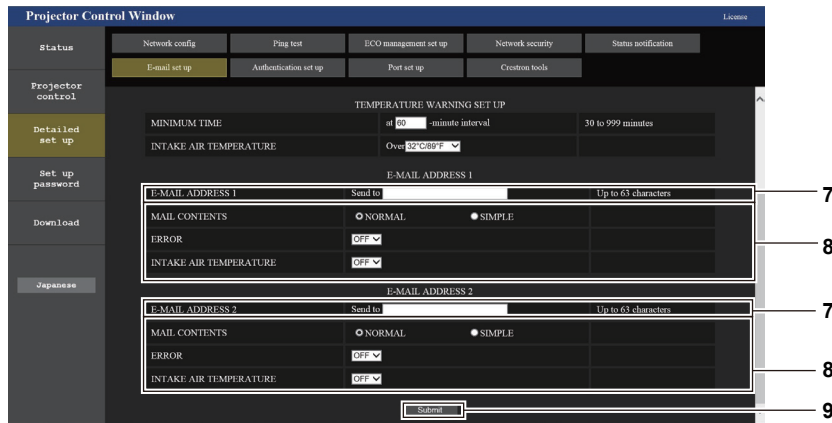 Projector Control Window
License
Status
Projector control
Detailed set up
Set up password
Download
Japanese
Network config
Ping test
ECO management set up
Network security
Status notification
E-mail set up
Authentication set up
Port set up
Crestron tools
TEMPERATURE WARNING SET UP
MINIMUM TIME at 60 -minute interval 30 to 999 minutes
INTAKE AIR TEMPERATURE Over 32°C/89°F
E-MAIL ADDRESS 1
E-MAIL ADDRESS 1 Send to Up to 63 characters 7
MAIL CONTENTS NORMAL SIMPLE
ERROR OFF 8
INTAKE AIR TEMPERATURE OFF
E-MAIL ADDRESS 2
E-MAIL ADDRESS 2 Send to Up to 63 characters 7
MAIL CONTENTS NORMAL SIMPLE
ERROR OFF
INTAKE AIR TEMPERATURE OFF 8
Submit 9